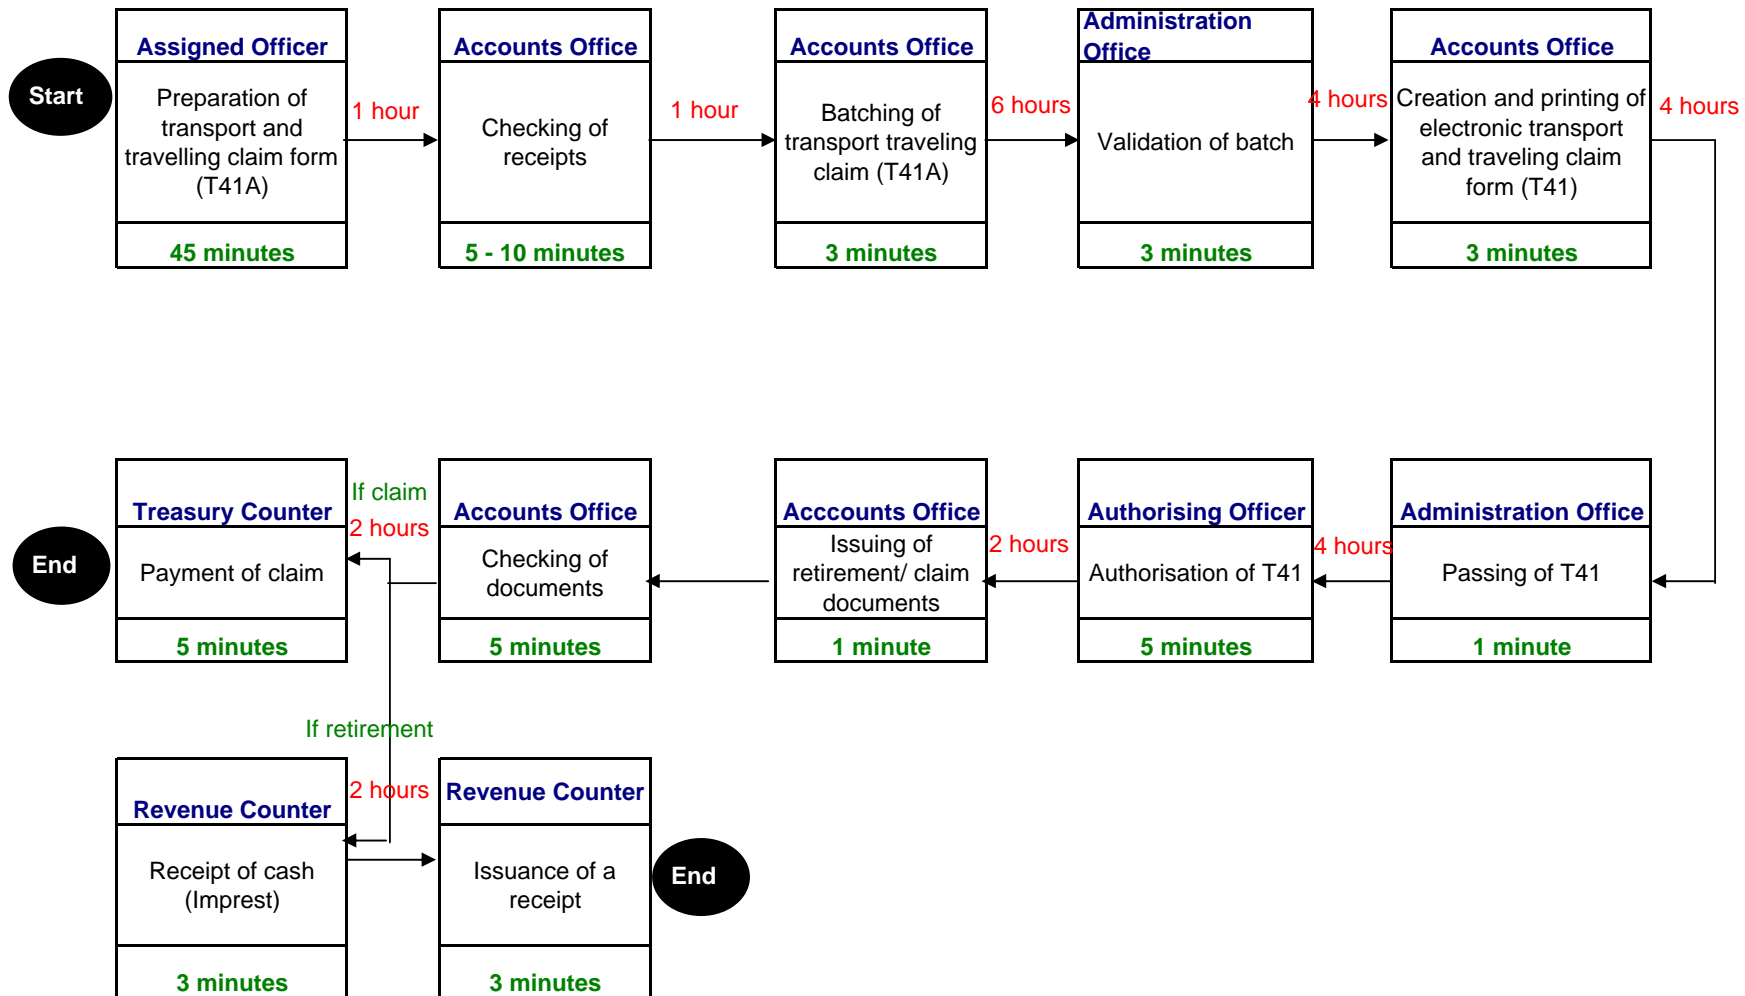 Start
Assigned Officer
Preparation of
transport and
travelling claim form
(T41A)
45 minutes
1 hour
Accounts Office
Checking of
receipts
5 - 10 minutes
1 hour
Accounts Office
Batching of
transport traveling
claim (T41A)
3 minutes
6 hours
Administration
Office
Validation of batch
3 minutes
4 hours
Accounts Office
Creation and printing of
electronic transport
and traveling claim
form (T41)
3 minutes
4 hours
Administration Office
Passing of T41
1 minute
4 hours
Authorising Officer
Authorisation of T41
5 minutes
2 hours
Acccounts Office
Issuing of
retirement/ claim
documents
1 minute
Accounts Office
Checking of
documents
5 minutes
If claim
2 hours
Treasury Counter
Payment of claim
5 minutes
End
If retirement
2 hours
Revenue Counter
Receipt of cash
(Imprest)
3 minutes
Revenue Counter
Issuance of a
receipt
3 minutes
End